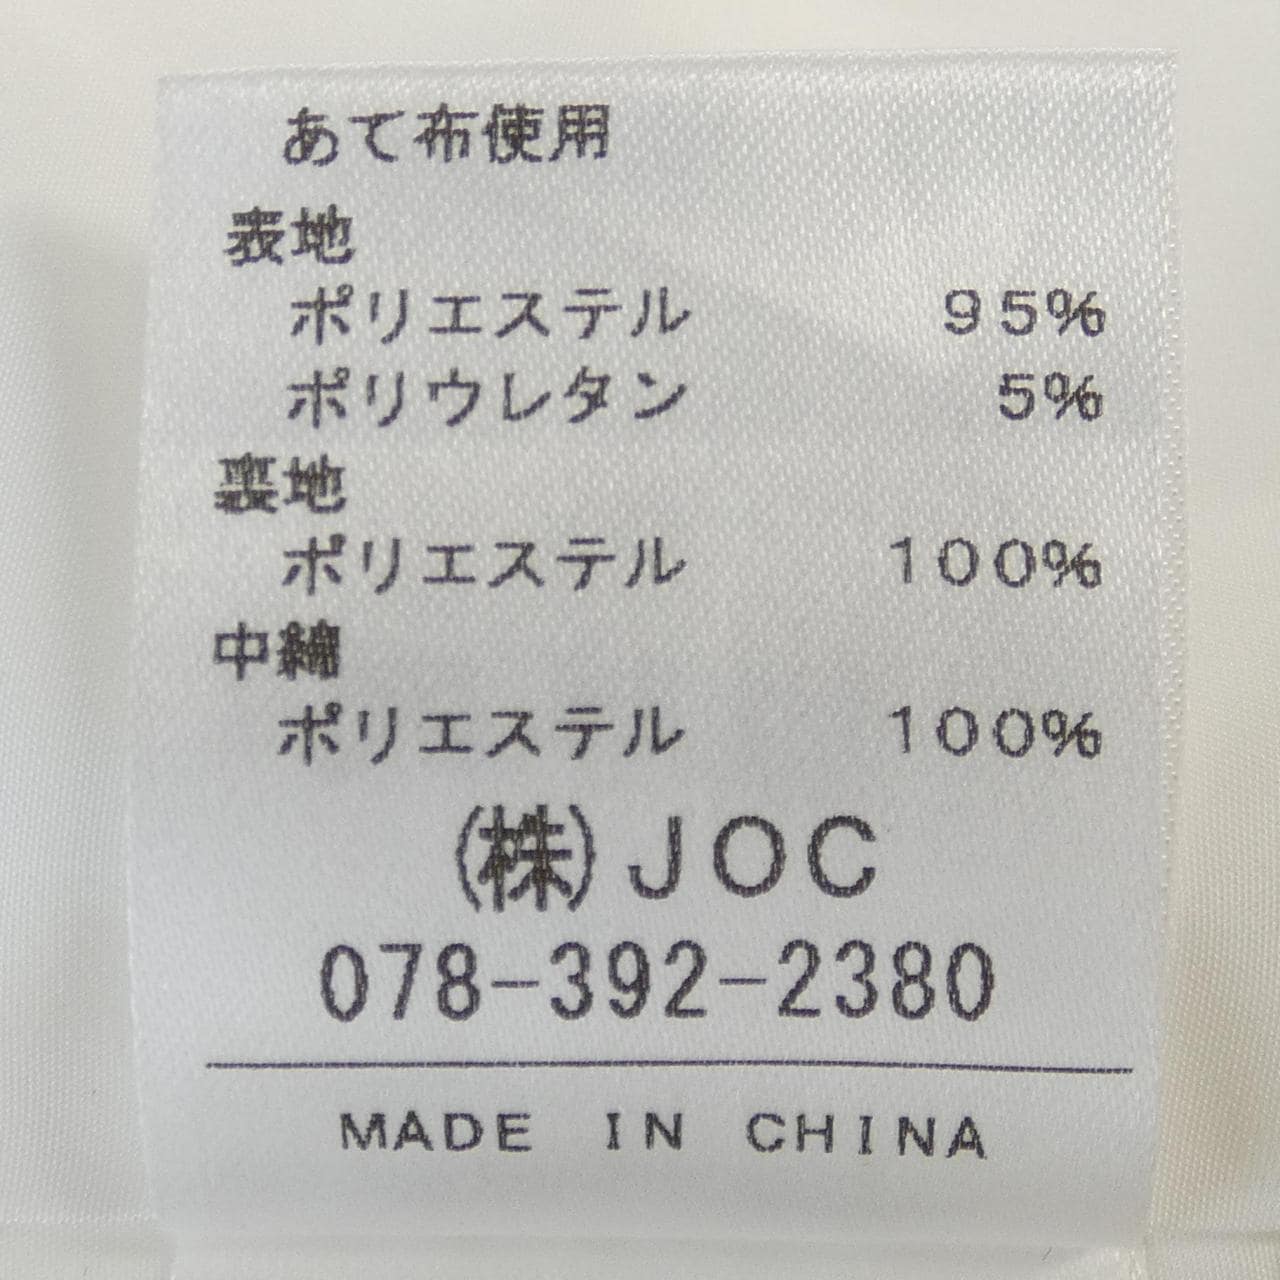 あて布使用
表地
ポリエステル 95%
ポリウレタン 5%
裏地
ポリエステル 100%
中綿
ポリエステル 100%
(株)JOC
078-392-2380
MADE IN CHINA